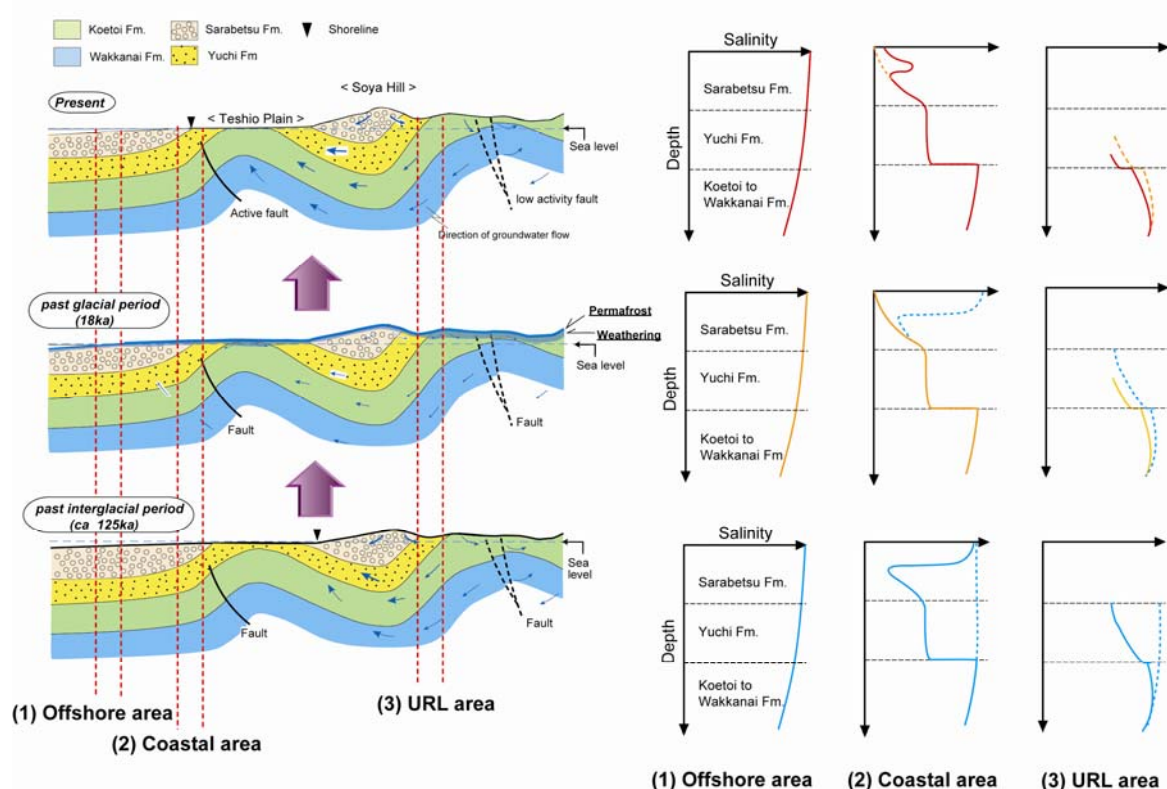 Koetoi Fm.
Sarabetsu Fm.
Shoreline
Wakkanai Fm.
Yuchi Fm
Present
< Soya Hill >
< Teshio Plain >
Sea level
Active fault
low activity fault
Direction of groundwater flow
past glacial period
(18ka)
Permafrost
Weathering
Sea level
Fault
Fault
past interglacial period
(ca 125ka)
Sea
level
Fault
Fault
(1) Offshore area
(2) Coastal area
(3) URL area
Salinity
Depth
Sarabetsu Fm.
Yuchi Fm.
Koetoi to
Wakkanai Fm.
Salinity
Depth
Sarabetsu Fm.
Yuchi Fm.
Koetoi to
Wakkanai Fm.
Salinity
Depth
Sarabetsu Fm.
Yuchi Fm.
Koetoi to
Wakkanai Fm.
(1) Offshore area
(2) Coastal area
(3) URL area